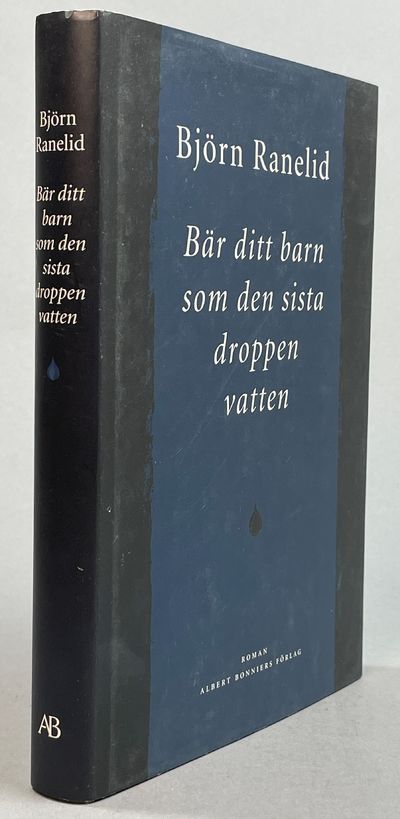 Björn
Ranelid
Bär ditt
barn
som den
sista
droppen
vatten
AB
Björn Ranelid
Bär ditt barn
som den sista
droppen
vatten
ROMAN
ALBERT BONNIERS FÖRLAG